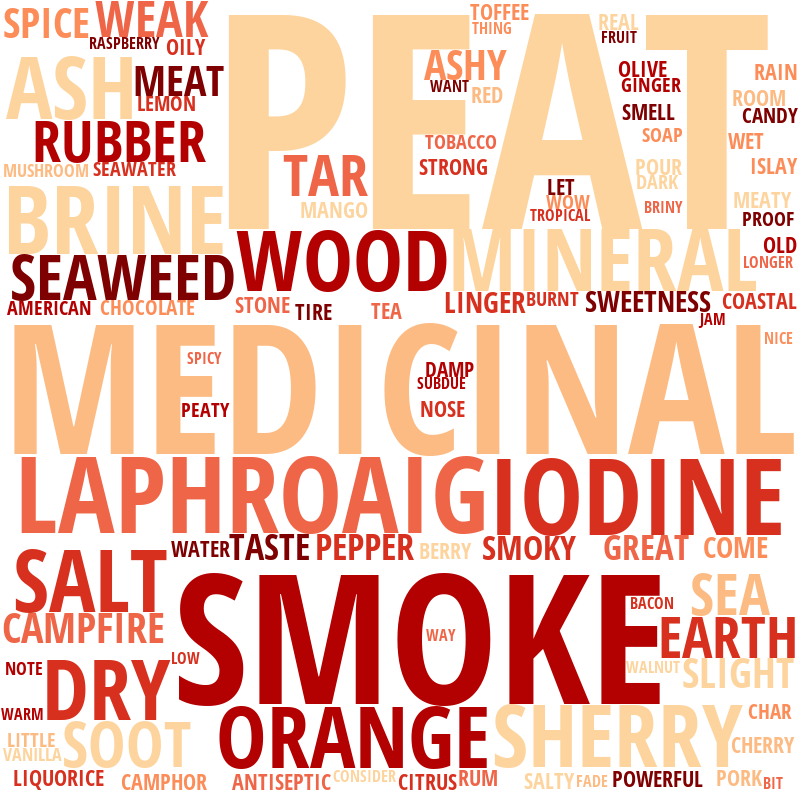 SPICE WEAK TOFFEE REAL
RASPBERRY OILY THING FRUIT
PEAT
ASH MEAT ASHY OLIVE RAIN
LEMON WANT RED GINGER ROOM
RUBBER SMELL CANDY
TOBACCO SOAP WET
MUSHROOM SEAWATER TAR STRONG POUR ISLAY
DARK
BRINE MANGO LET WOW MEATY
TROPICAL BRINY PROOF
WOOD MINERAL OLD
SEAWEED LONGER
AMERICAN CHOCOLATE STONE TIRE TEA LINGER BURNT SWEETNESS COASTAL
JAM
NICE
MEDICINAL
SPICY DAMP
SUBDUE
PEATY NOSE
LAPHROAIG IODINE
WATER TASTE PEPPER BERRY SMOKY GREAT COME
SALT SMOKE SEA
BACON
CAMPFIRE WAY EARTH
LOW WALNUT SLIGHT
NOTE DRY
WARM ORANGE SHERRY CHAR
LITTLE SOOT CHERRY
VANILLA
LIQUORICE CAMPHOR ANTISEPTIC CONSIDER CITRUS RUM SALTY FADE POWERFUL PORK BIT